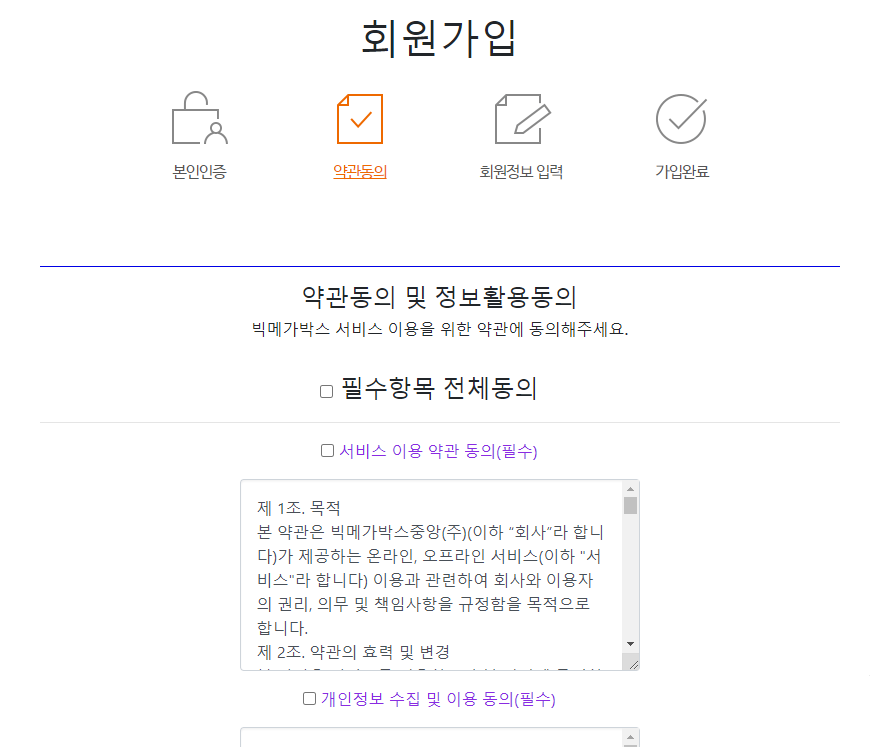 회원가입
본인인증
약관동의
회원정보 입력
가입완료
약관동의 및 정보활용동의
빅메가박스 서비스 이용을 위한 약관에 동의해주세요.
필수항목 전체동의
서비스 이용 약관 동의(필수)
제 1조. 목적
본 약관은 빅메가박스중앙(주)(이하 “회사”라 합니
다)가 제공하는 온라인, 오프라인 서비스(이하 "서
비스"라 합니다) 이용과 관련하여 회사와 이용자
의 권리, 의무 및 책임사항을 규정함을 목적으로
합니다.
제 2조. 약관의 효력 및 변경
개인정보 수집 및 이용 동의(필수)